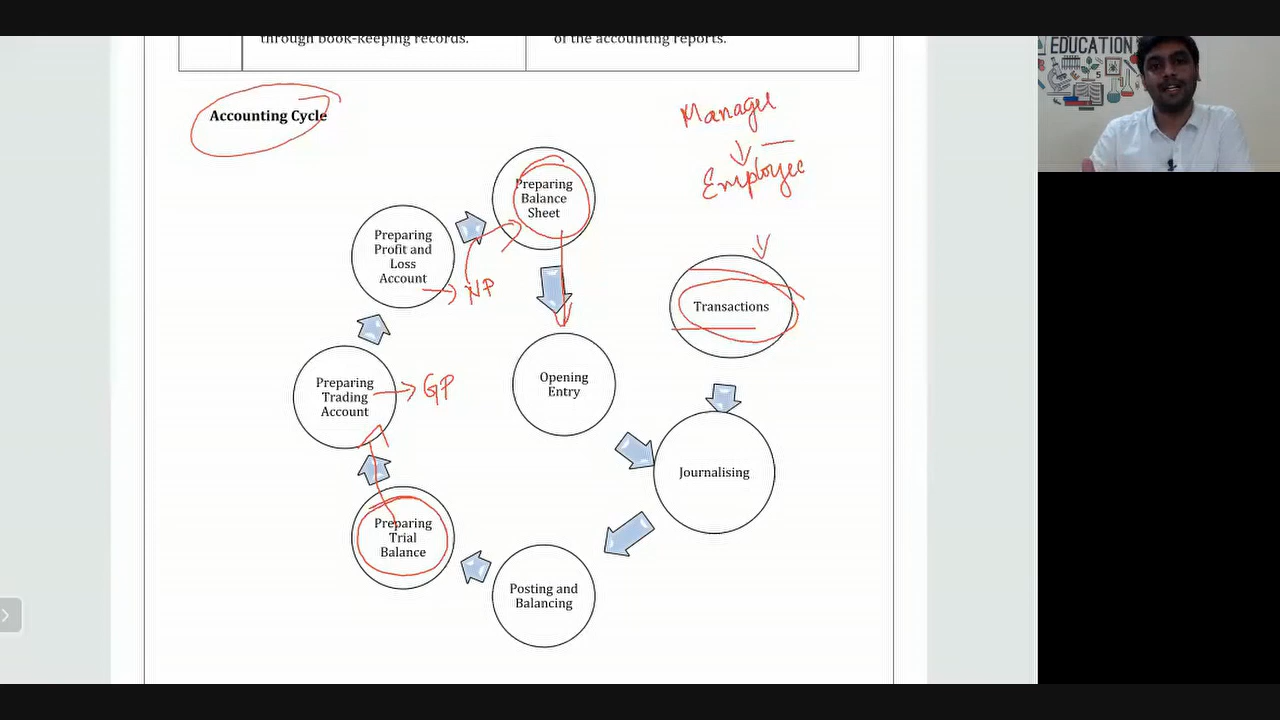 through book-keeping records.
of the accounting reports.
EDUCATION
Accounting Cycle
Manager
Employee
Preparing
Balance
Sheet
Preparing
Profit and
Loss
Account
NP
Transactions
Preparing
Trading
Account
GP
Opening
Entry
Journalising
Preparing
Trial
Balance
Posting and
Balancing